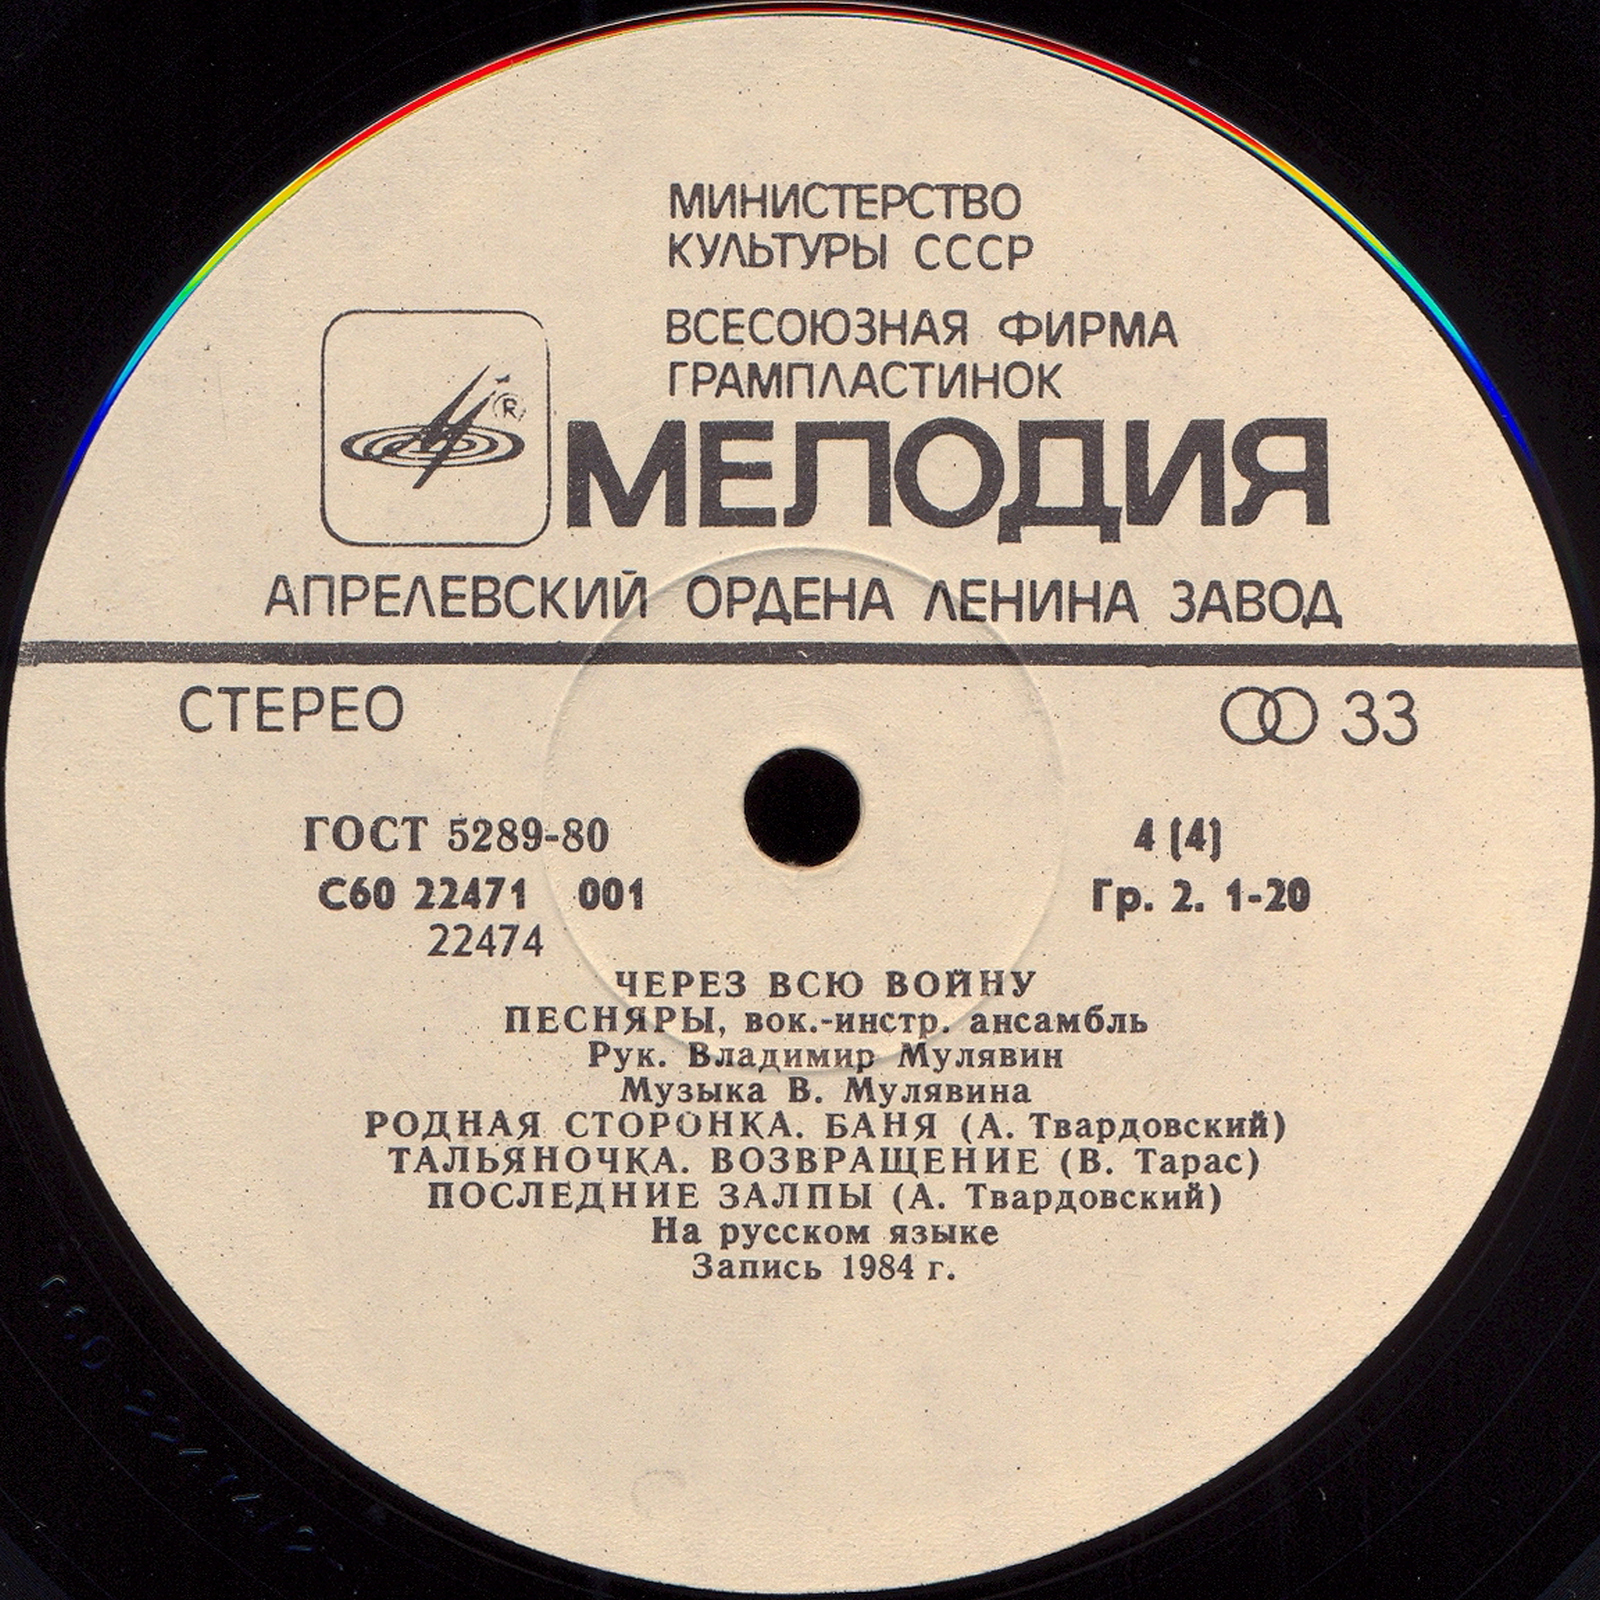 МИНИСТЕРСТВО
КУЛЬТУРЫ СССР
ВСЕСОЮЗНАЯ ФИРМА
ГРАМПЛАСТИНОК
®
МЕЛОДИЯ
АПРЕЛЕВСКИЙ ОРДЕНА ЛЕНИНА ЗАВОД
СТЕРЕО 33
ГОСТ 5289-80 4 (4)
С60 22471 001 Гр. 2. 1-20
22474
ЧЕРЕЗ ВСЮ ВОЙНУ
ПЕСНЯРЫ, вок.-инстр. ансамбль
Рук. Владимир Мулявин
Музыка В. Мулявина
РОДНАЯ СТОРОНКА. БАНЯ (А. Твардовский)
ТАЛЬЯНОЧКА. ВОЗВРАЩЕНИЕ (В. Тарас)
ПОСЛЕДНИЕ ЗАЛПЫ (А. Твардовский)
На русском языке
Запись 1984 г.